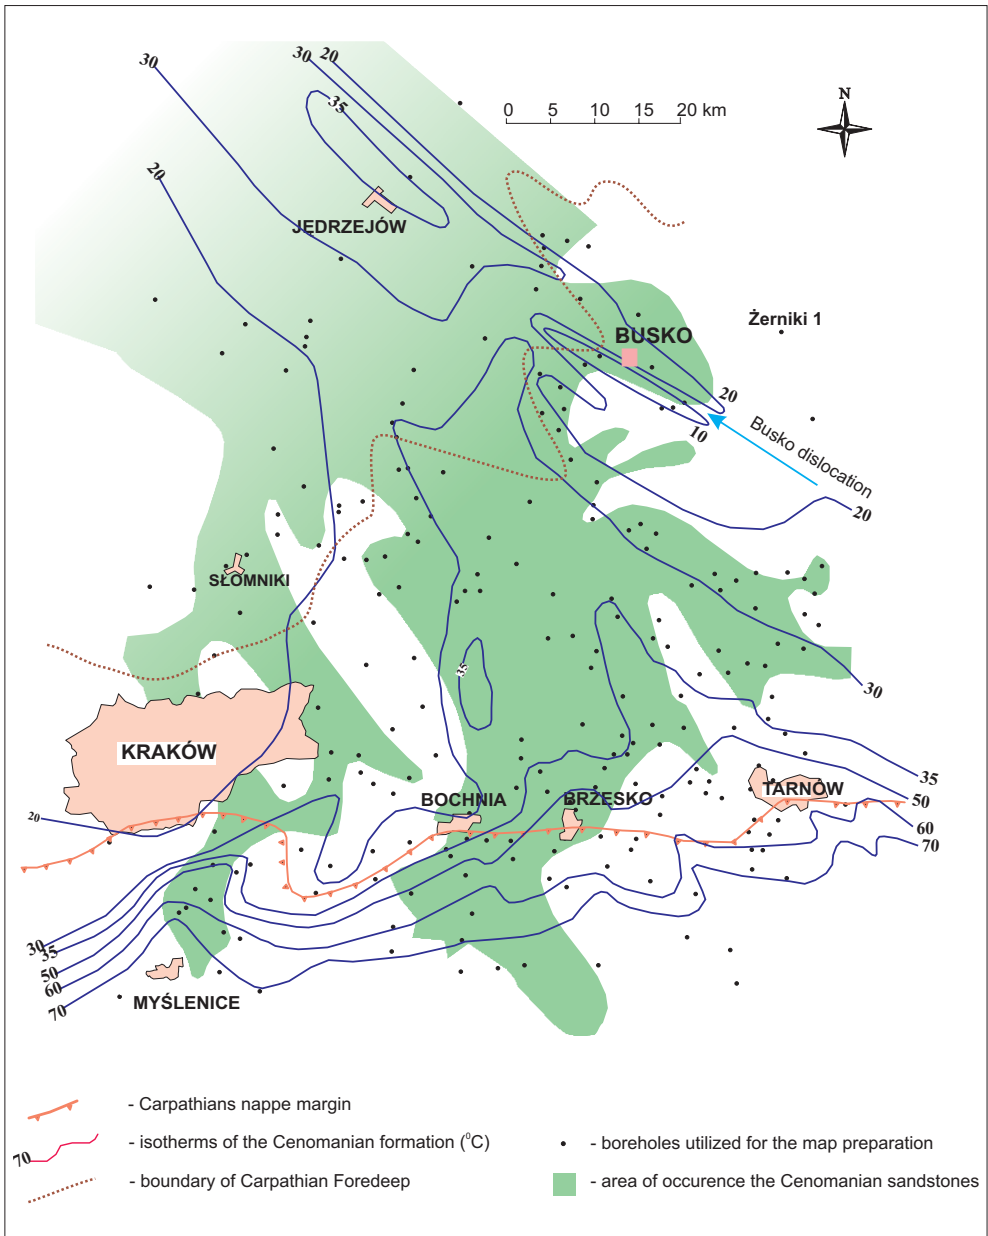 30
30
20
35
20
0 5 10 15 20 km
N
JĘDRZEJÓW
Żerniki 1
BUSKO
20
10
Busko dislocation
20
SŁOMNIKI
35
30
KRAKÓW
35
TARNÓW
BOCHNIA
BRZESKO
50
20
60
70
30
35
50
60
70
MYŚLENICE
- Carpathians nappe margin
70
- isotherms of the Cenomanian formation (⁰C)
- boreholes utilized for the map preparation
- boundary of Carpathian Foredeep
- area of occurence the Cenomanian sandstones